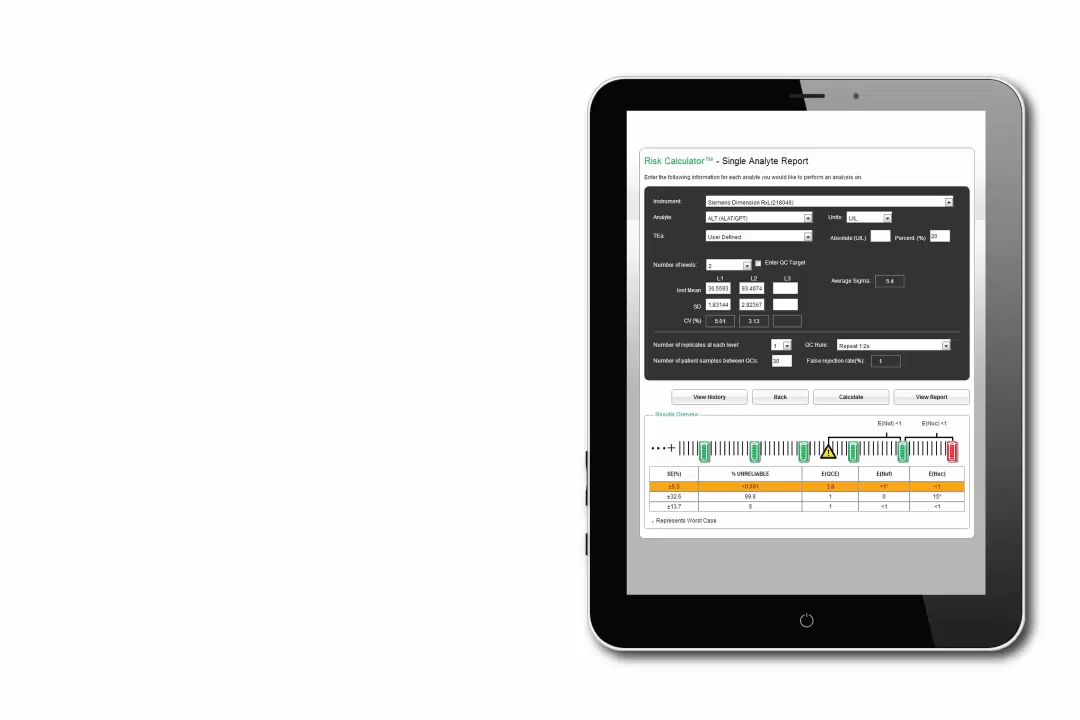 Risk Calculator™ - Single Analyte Report
Enter the following information for each analyte you would like to perform an analysis on.
Instrument: Siemens Dimension RxL(218049)
Analyte ALT (ALAT/GPT) Units: U/L
TEa User Defined Absolute (U/L) Percent (%) 20
Number of levels: 2 Enter QC Target
L1 L2 L3
Inst Mean 36.5593 93.4974 Average Sigma: 5.4
SD 1.83144 2.92367
CV (%) 5.01 3.13
Number of replicates at each level: 1 QC Rule: Repeat 1:2s
Number of patient samples between QCs: 30 False rejection rate(%): 1
View History Back Calculate View Report
Results Overview
E(Nuf) <1 E(Nuc) <1
SE(%) % UNRELIABLE E(QCE) E(Nuf) E(Nuc)
<0.001 3.9 <1* <1
±32.6 99.9 1 0 15*
±13.7 5 1 <1 <1
Represents Worst Case